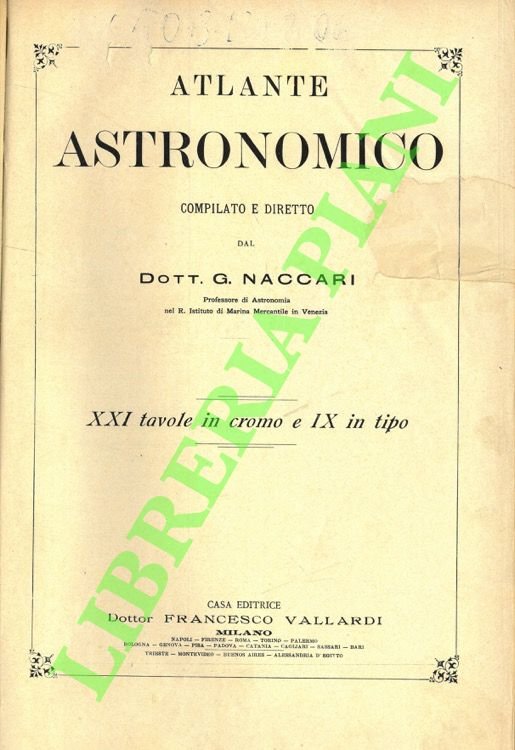 ATLANTE
ASTRONOMICO
COMPILATO E DIRETTO
DAL
DOTT. G. NACCARI
Professore di Astronomia
nel R. Istituto di Marina Mercantile in Venezia
XXI tavole in cromo e IX in tipo
CASA EDITRICE
Dottor FRANCESCO VALLARDI
MILANO
NAPOLI — FIRENZE — ROMA — TORINO — PALERMO
BOLOGNA — GENOVA — PISA — PADOVA — CATANIA — CAGLIARI — SASSARI — BARI
TRIESTE — MONTEVIDEO — BUENOS AIRES — ALESSANDRIA D'EGITTO
LIBRERIA PIANI